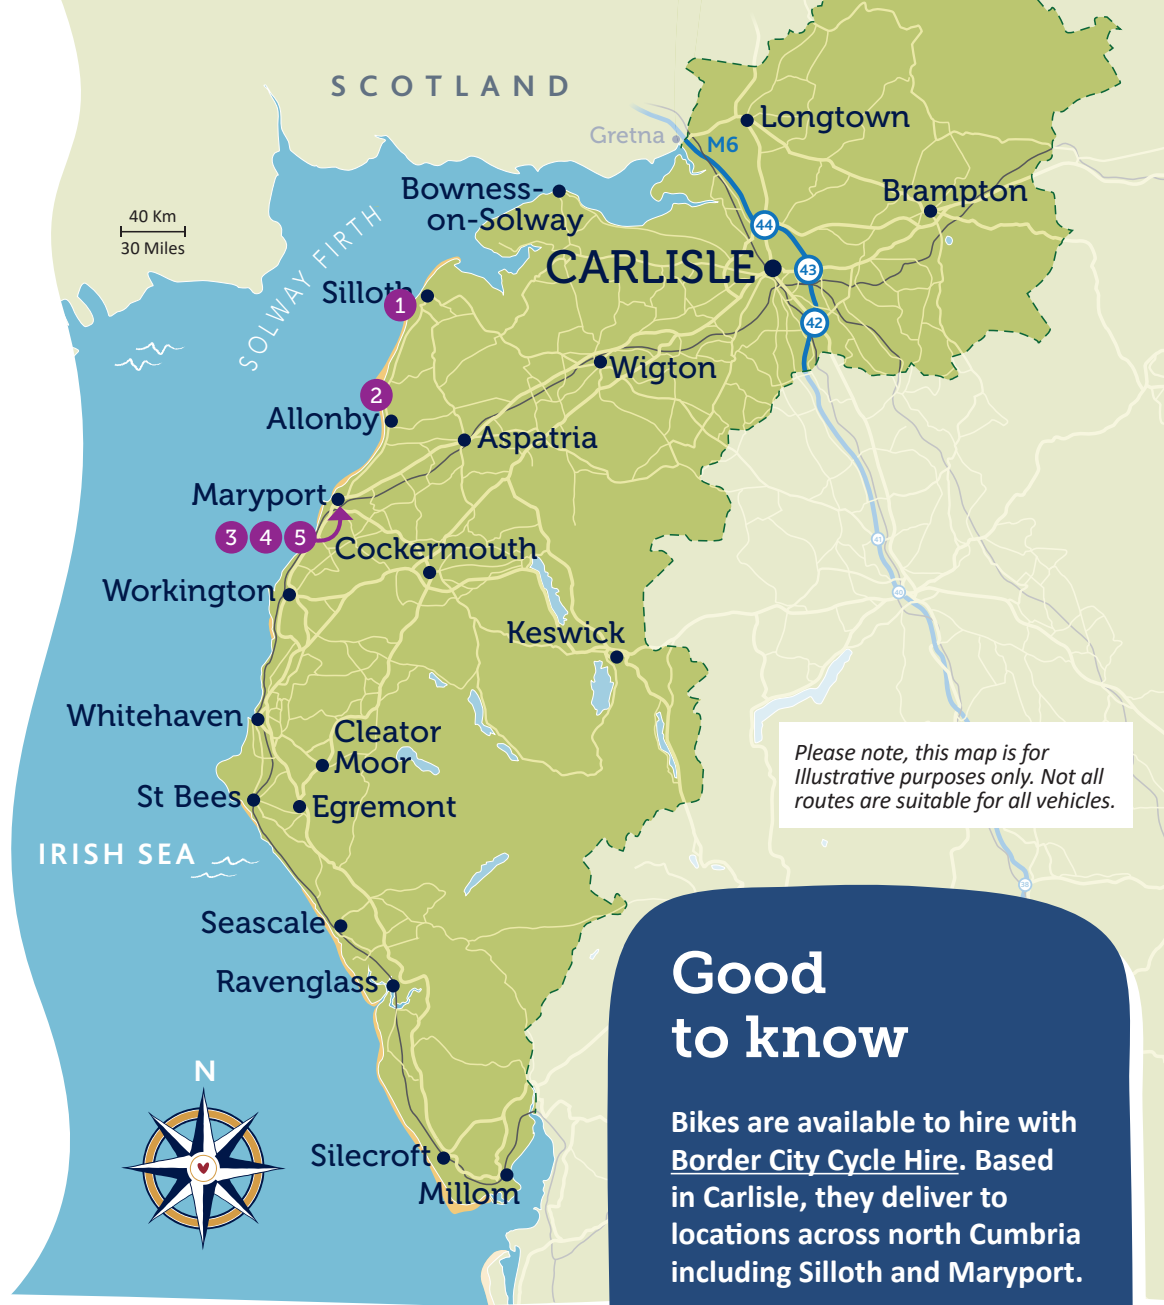 SCOTLAND
Longtown
Gretna
M6
Bowness-
on-Solway
Brampton
40 Km
30 Miles
SOLWAY FIRTH
44
CARLISLE
43
Silloth
1
42
Wigton
2
Allonby
Aspatria
Maryport
3 4 5
Cockermouth
41
Workington
40
Keswick
Whitehaven
Cleator
Moor
Please note, this map is for
Illustrative purposes only. Not all
routes are suitable for all vehicles.
St Bees
Egremont
IRISH SEA
38
Seascale
Ravenglass
Good
to know
N
Bikes are available to hire with
Border City Cycle Hire. Based
in Carlisle, they deliver to
locations across north Cumbria
including Silloth and Maryport.
Silecroft
Millom